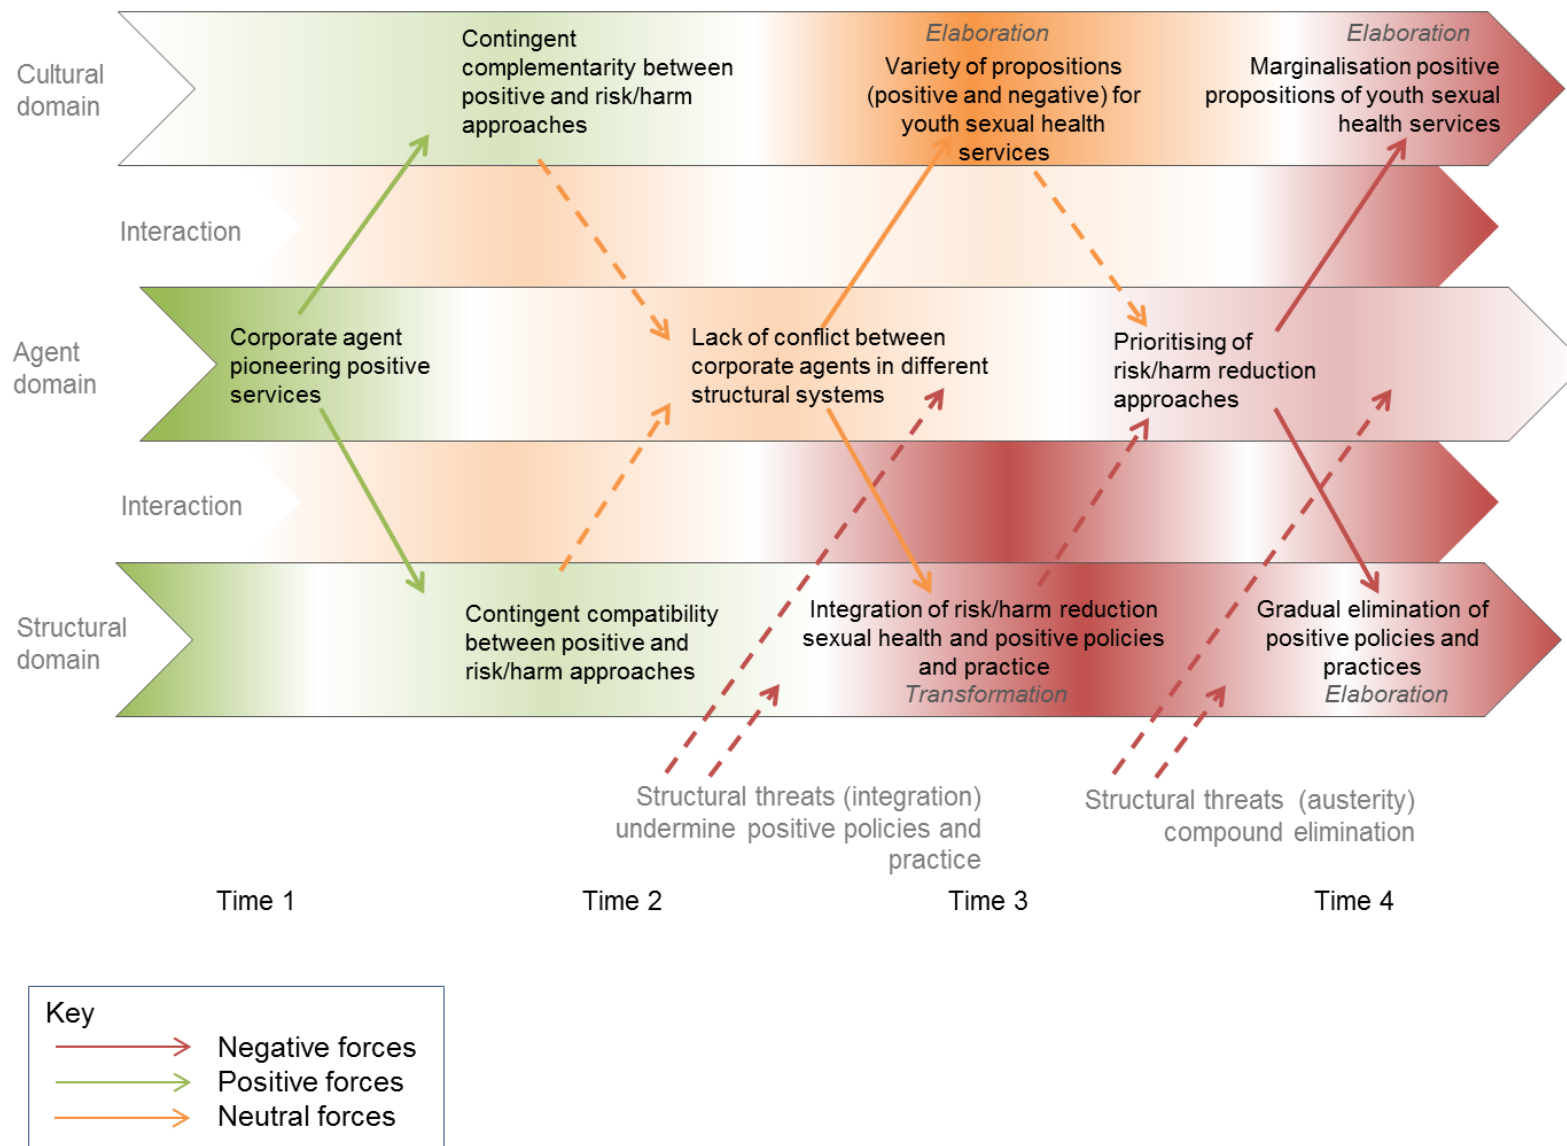 Cultural
domain
Contingent
complementarity between
positive and risk/harm
approaches
Elaboration
Variety of propositions
(positive and negative) for
youth sexual health
services
Elaboration
Marginalisation positive
propositions of youth sexual
health services
Interaction
Agent
domain
Corporate agent
pioneering positive
services
Lack of conflict between
corporate agents in different
structural systems
Prioritising of
risk/harm reduction
approaches
Interaction
Structural
domain
Contingent compatibility
between positive and
risk/harm approaches
Integration of risk/harm reduction
sexual health and positive policies
and practice
Transformation
Gradual elimination of
positive policies and
practices
Elaboration
Structural threats (integration)
undermine positive policies and
practice
Structural threats (austerity)
compound elimination
Time 1
Time 2
Time 3
Time 4
Key
Negative forces
Positive forces
Neutral forces